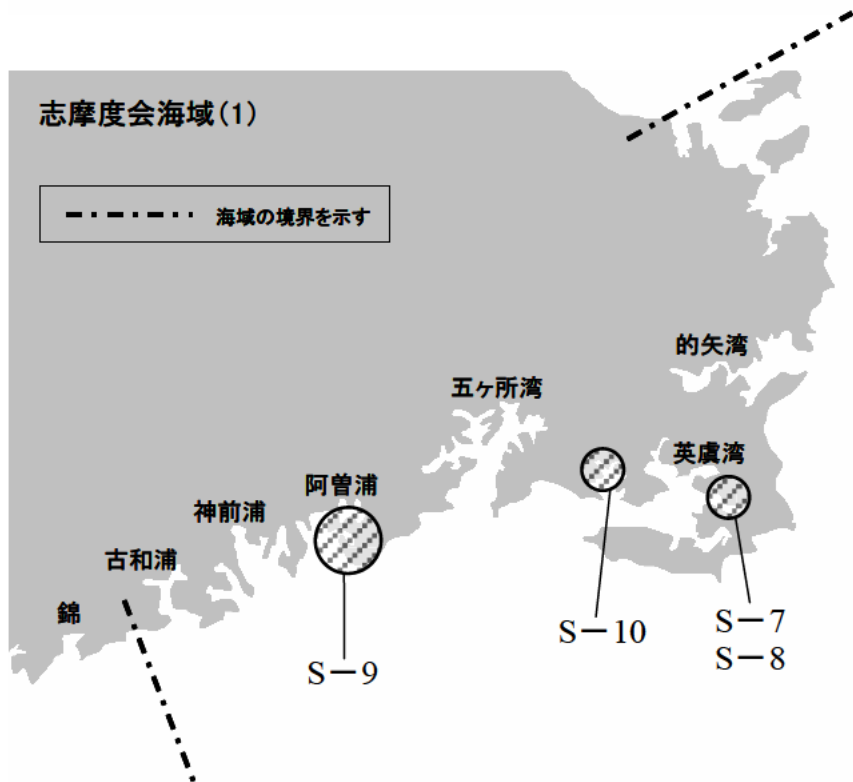 志摩度会海域(1)
海域の境界を示す
的矢湾
五ヶ所湾
英虞湾
阿曽浦
神前浦
古和浦
錦
S－10
S－7
S－8
S－9